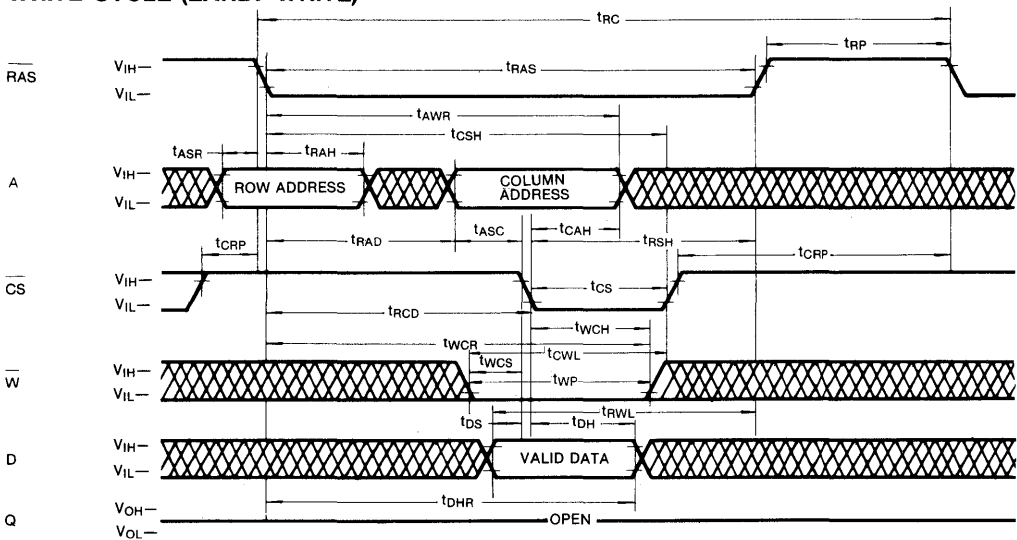 WRITE CYCLE (EARLY WRITE)
tRC
tRP
RAS
VIH—
VIL—
tRAS
tAWR
tCSH
tASR
tRAH
A
VIH—
VIL—
ROW ADDRESS
COLUMN
ADDRESS
tCRP
tRAD
tASC
tCAH
tRSH
tCRP
CS
VIH—
VIL—
tCS
tRCD
tWCH
tWCR
tCWL
tWCS
W
VIH—
VIL—
tWP
tRWL
tDS
tDH
D
VIH—
VIL—
VALID DATA
tDHR
Q
VOH—
VOL—
OPEN